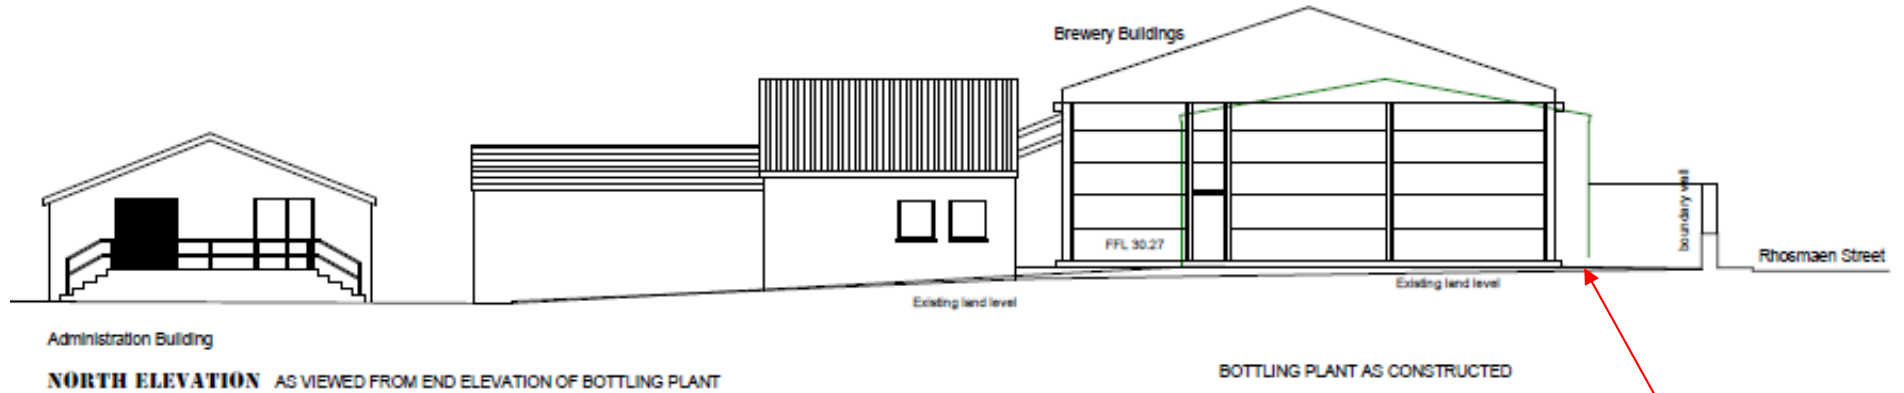 Brewery Buildings
boundary wall
FFL 30.27
Rhosmaen Street
Existing land level
Existing land level
Administration Building
NORTH ELEVATION AS VIEWED FROM END ELEVATION OF BOTTLING PLANT
BOTTLING PLANT AS CONSTRUCTED